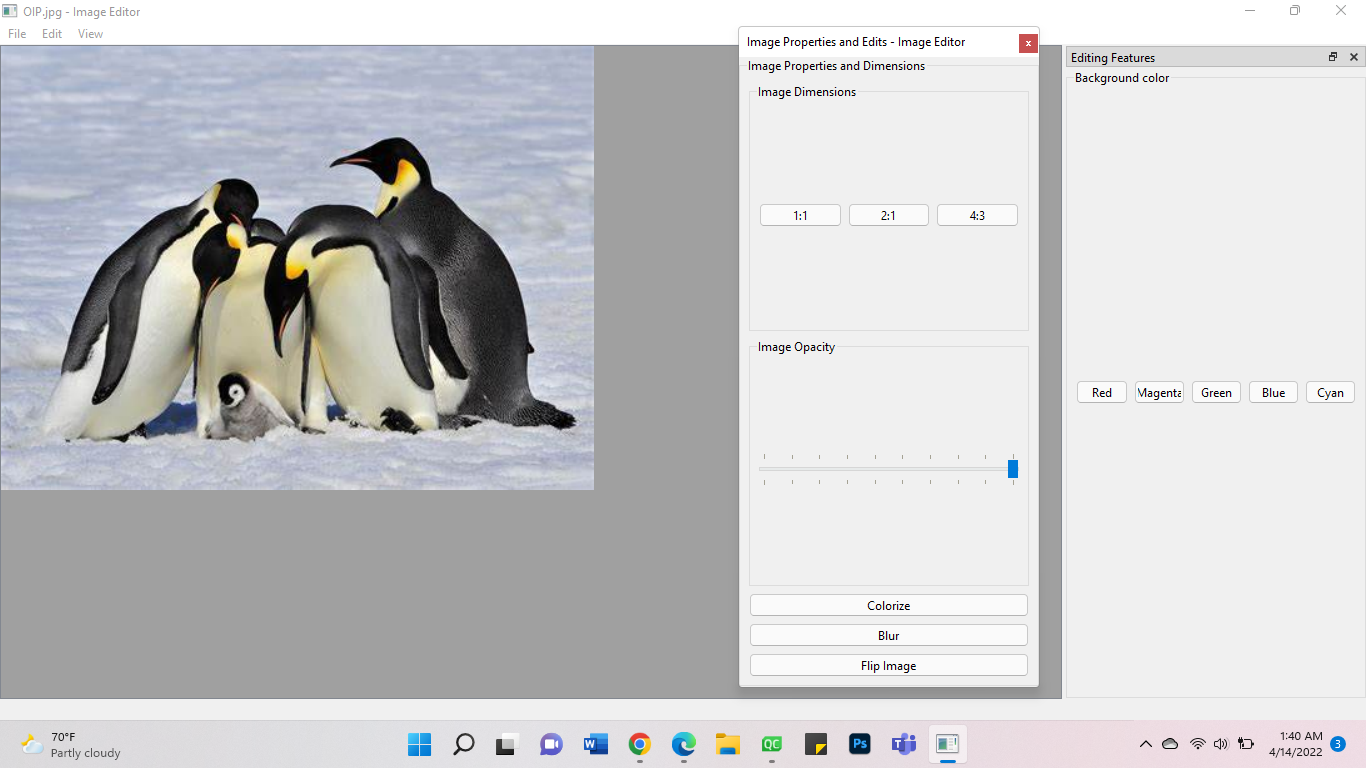 OIP.jpg - Image Editor
File Edit View
Image Properties and Edits - Image Editor
x
Image Properties and Dimensions
Image Dimensions
1:1 2:1 4:3
Image Opacity
Colorize
Blur
Flip Image
Editing Features
Background color
Red Magenta Green Blue Cyan
70°F
Partly cloudy
W
QC
Ps
1:40 AM
4/14/2022
3